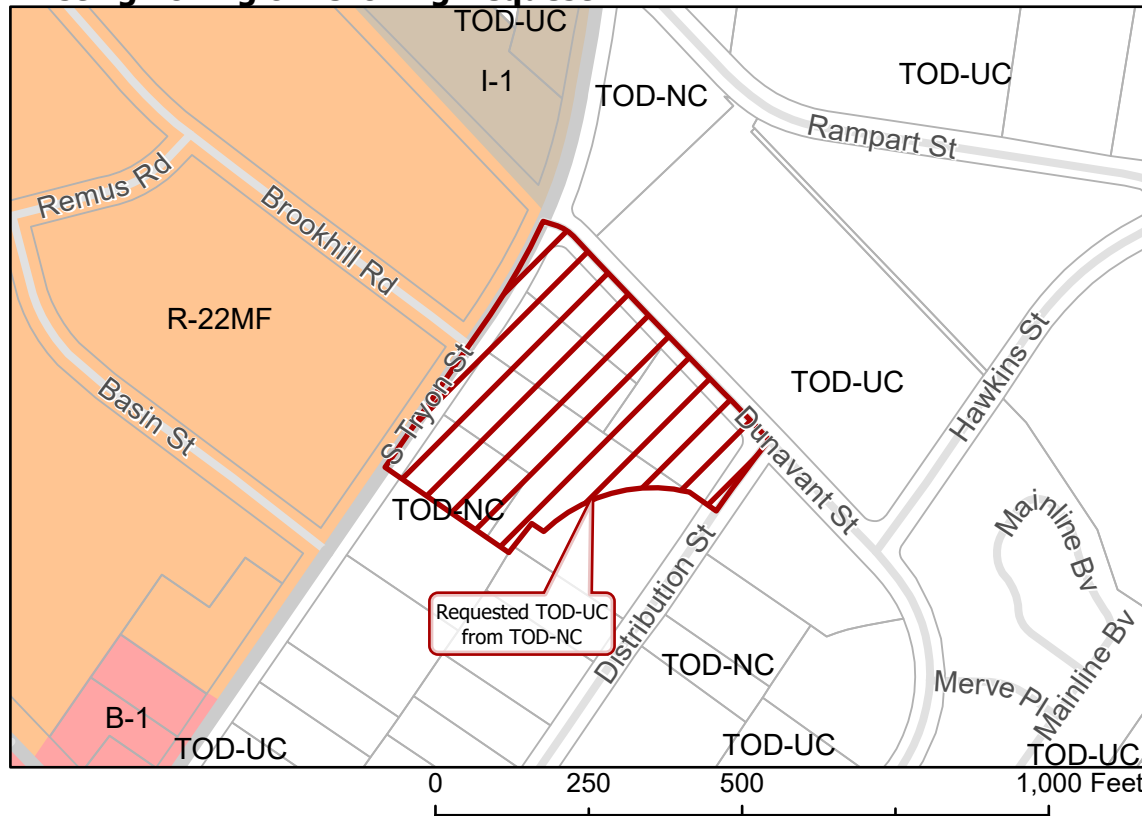 TOD-UC
I-1
TOD-NC
TOD-UC
Rampart St
Remus Rd
Brookhill Rd
R-22MF
Hawkins St
TOD-UC
Basin St
S Tryon St
Dunavant St
TOD-NC
Mainline Bv
Requested TOD-UC
from TOD-NC
Distribution St
TOD-NC
Merve Pl
Mainline Bv
B-1
TOD-UC
TOD-UC
TOD-UC
0 250 500 1,000 Feet